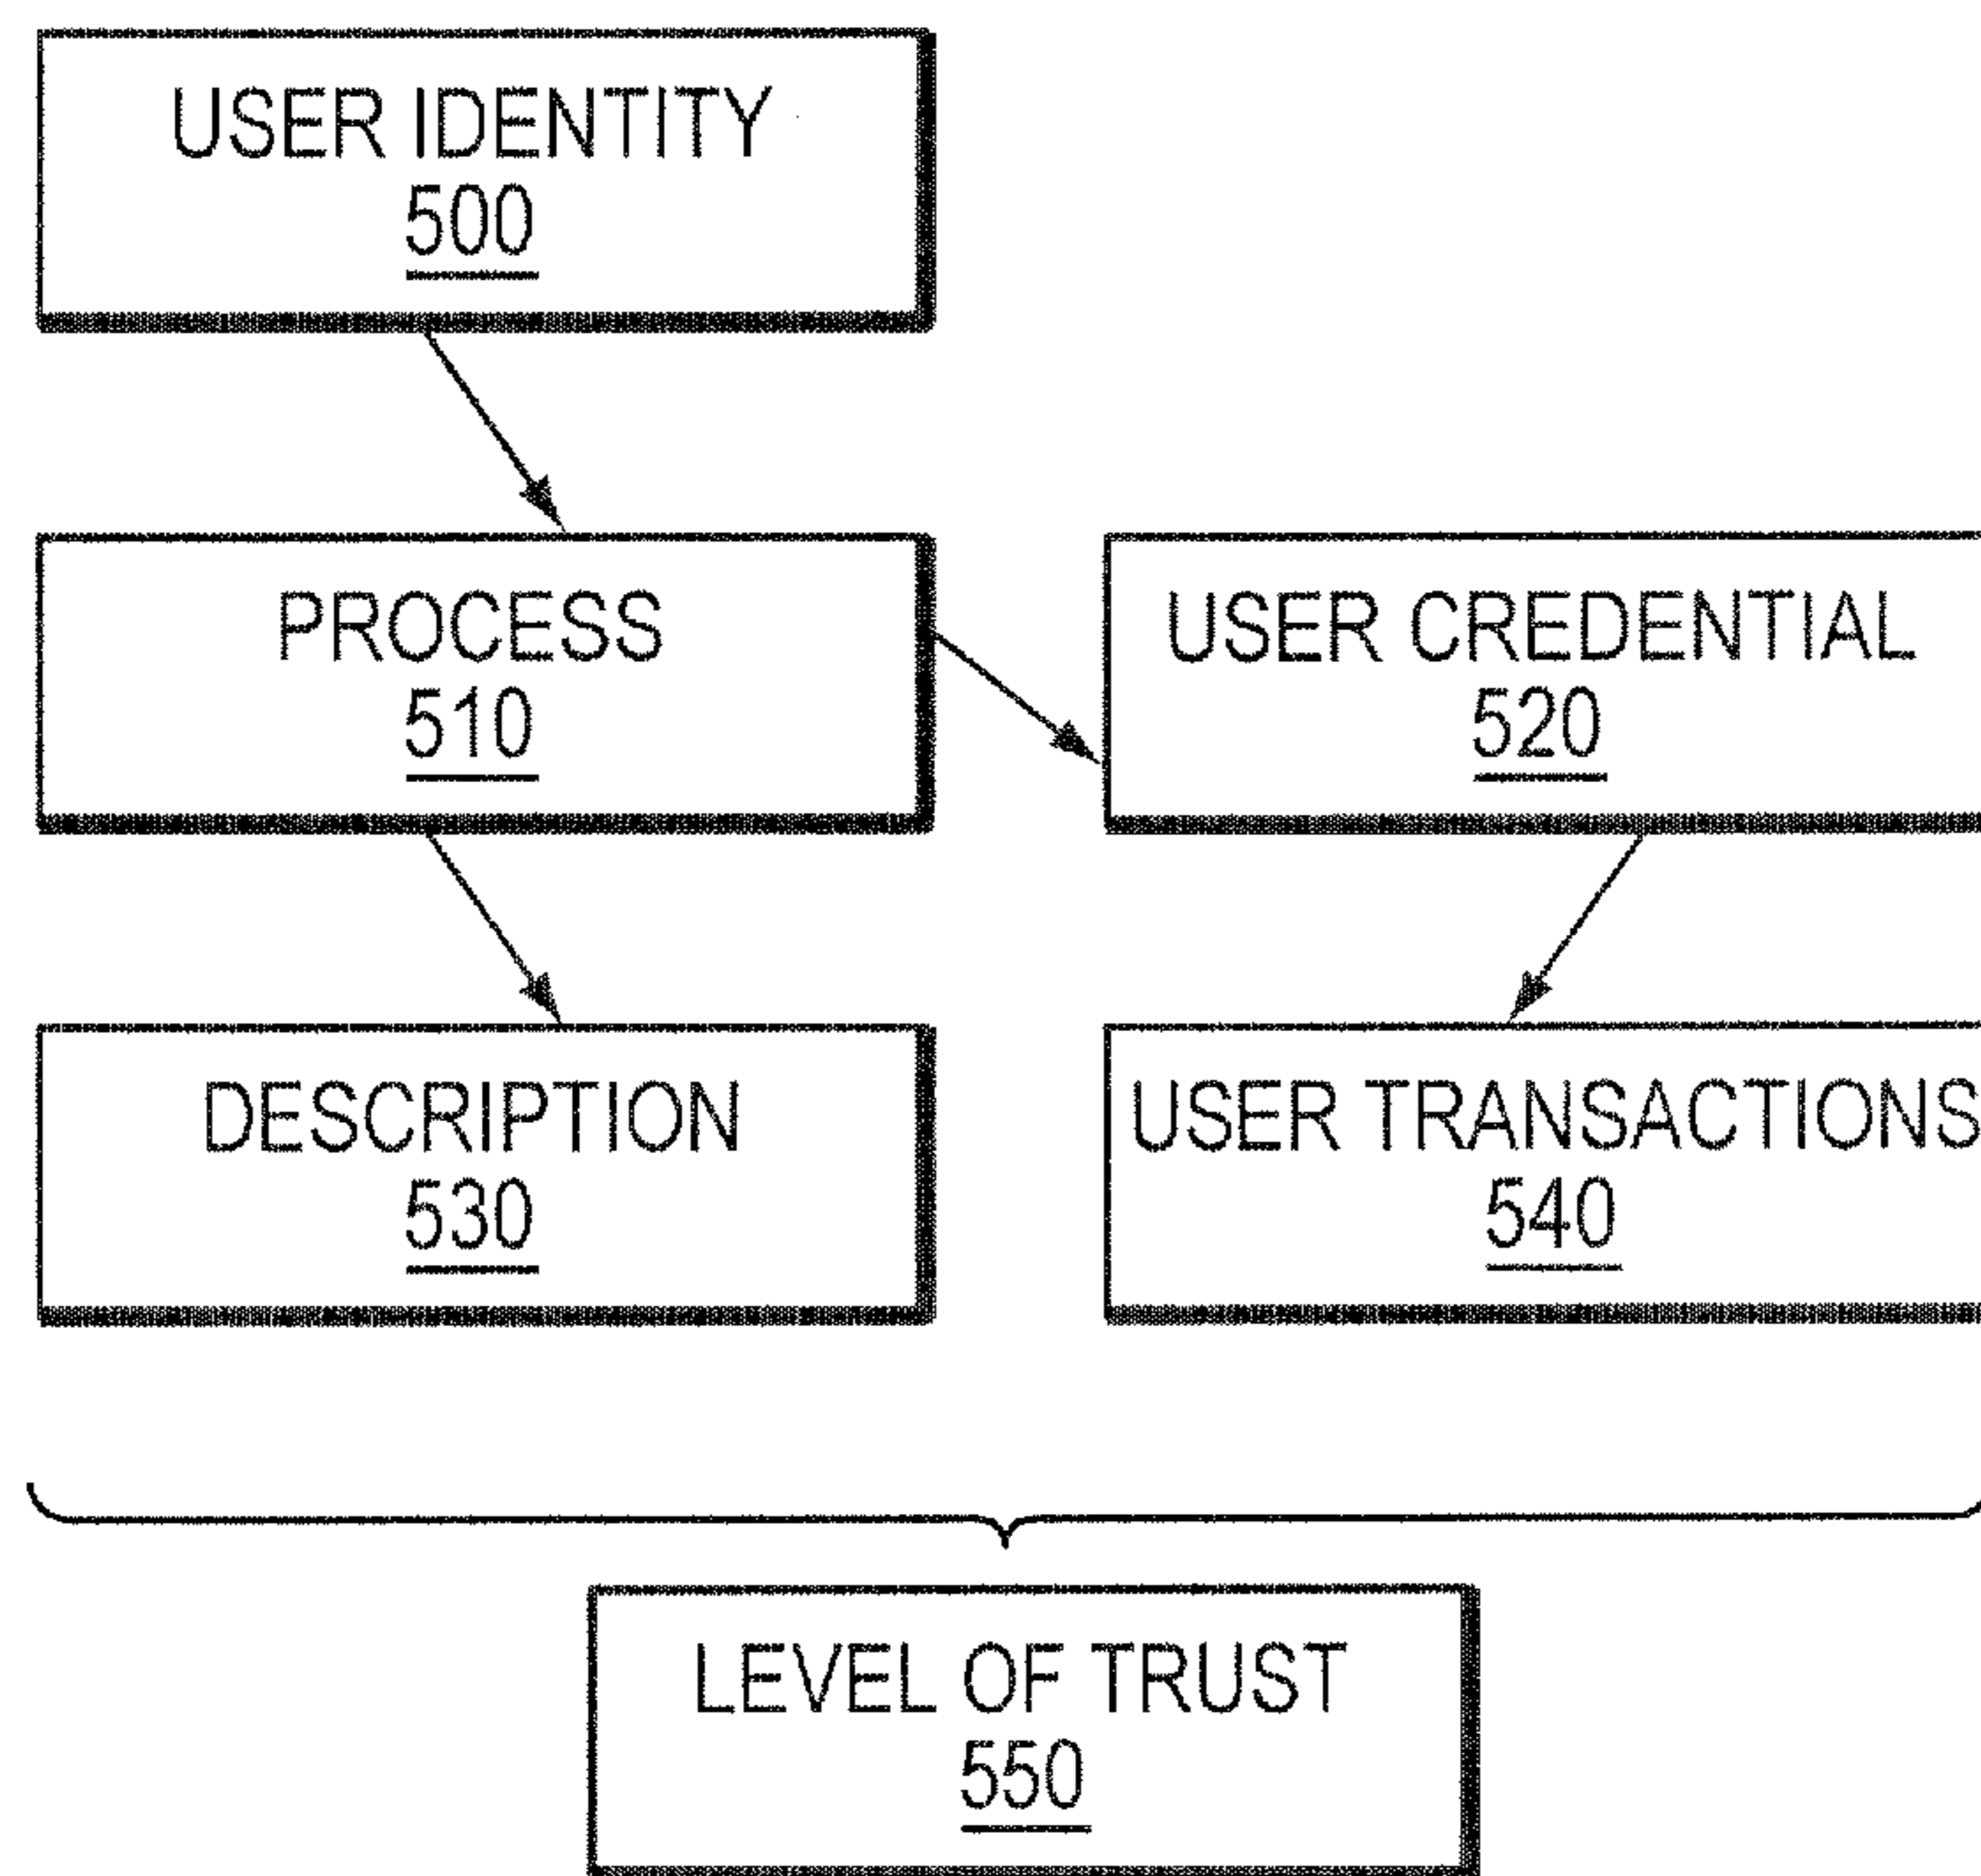 USER IDENTITY
500
PROCESS
510
USER CREDENTIAL
520
DESCRIPTION
530
USER TRANSACTIONS
540
LEVEL OF TRUST
550